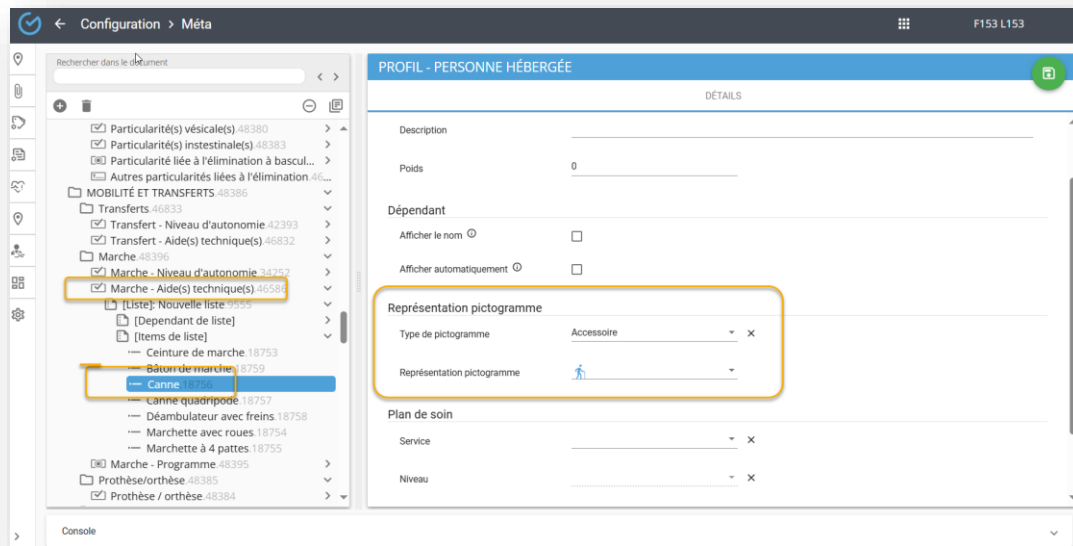 Configuration > Méta
F153 L153
Rechercher dans le document
Particularité(s) vésicale(s).48380
Particularité(s) instestinale(s).48383
Particularité liée à l'élimination à bascul...
Autres particularités liées à l'élimination.46...
MOBILITÉ ET TRANSFERTS.48386
Transferts.46833
Transfert - Niveau d'autonomie.42393
Transfert - Aide(s) technique(s).46832
Marche.48396
Marche - Niveau d'autonomie.34252
Marche - Aide(s) technique(s).46586
[Liste]: Nouvelle liste.9555
[Dependant de liste]
[Items de liste]
Ceinture de marche.18753
Bâton de marche.18759
Canne.18756
Canne quadripode.18757
Déambulateur avec freins.18758
Marchette avec roues.18754
Marchette à 4 pattes.18755
Marche - Programme.48395
Prothèse/orthèse.48385
Prothèse / orthèse.48384
PROFIL - PERSONNE HÉBERGÉE
DÉTAILS
Description
Poids 0
Dépendant
Afficher le nom
Afficher automatiquement
Représentation pictogramme
Type de pictogramme Accessoire
Représentation pictogramme
Plan de soin
Service
Niveau
Console